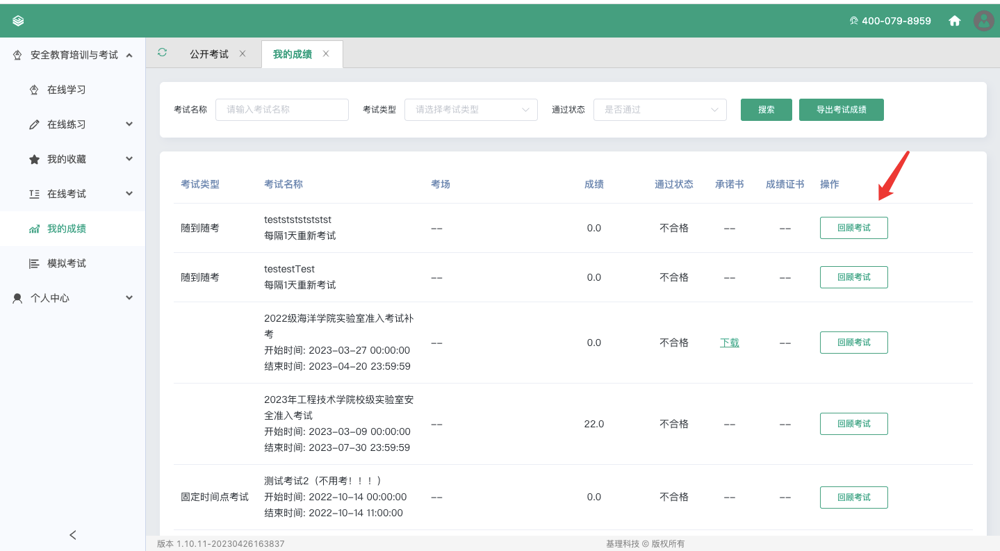 400-079-8959
安全教育培训与考试
公开考试
我的成绩
在线学习
在线练习
我的收藏
在线考试
我的成绩
模拟考试
个人中心
考试名称 请输入考试名称 考试类型 请选择考试类型 通过状态 是否通过 搜索 导出考试成绩
考试类型 考试名称 考场 成绩 通过状态 承诺书 成绩证书 操作
随到随考 teststststststst -- 0.0 不合格 -- -- 回顾考试
每隔1天重新考试
随到随考 testestTest -- 0.0 不合格 -- -- 回顾考试
每隔1天重新考试
2022级海洋学院实验室准入考试补
考
开始时间: 2023-03-27 00:00:00
结束时间: 2023-04-20 23:59:59
-- 0.0 不合格 下载 -- 回顾考试
2023年工程技术学院校级实验室安
全准入考试
开始时间: 2023-03-09 00:00:00
结束时间: 2023-07-30 23:59:59
-- 22.0 不合格 -- -- 回顾考试
固定时间点考试
测试考试2（不用考！！！）
开始时间: 2022-10-14 00:00:00
结束时间: 2022-10-14 11:00:00
-- 0.0 不合格 -- -- 回顾考试
版本 1.10.11-20230426163837
基理科技 © 版权所有